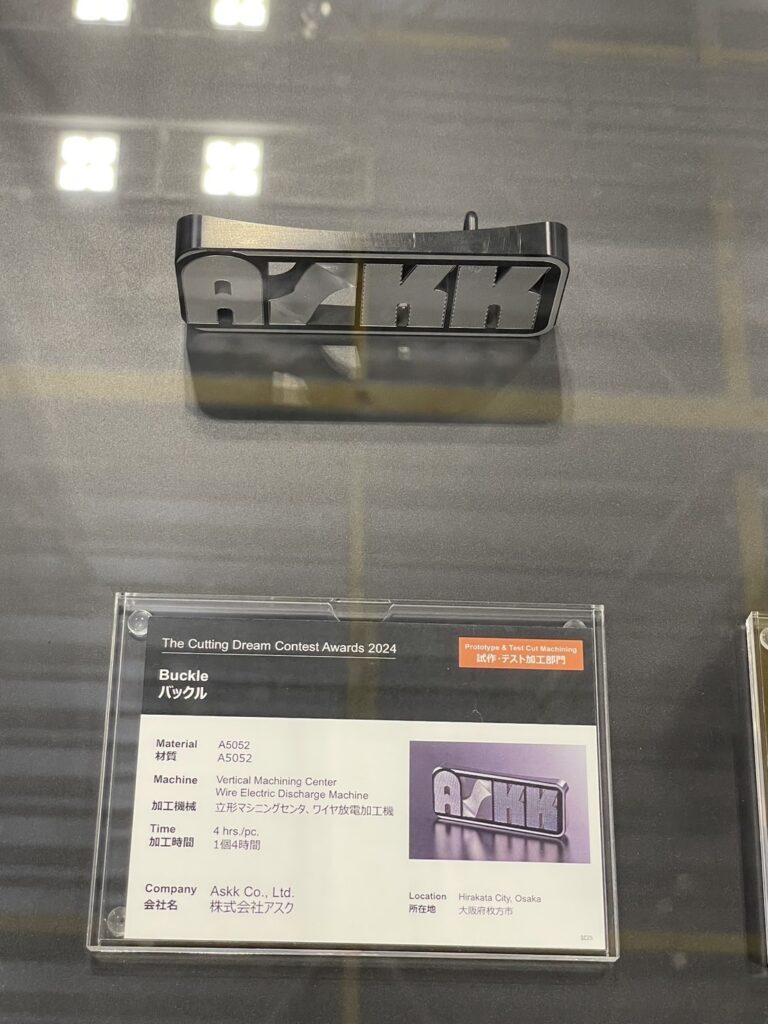 ASKK
The Cutting Dream Contest Awards 2024
Prototype & Test Cut Machining
試作・テスト加工部門
Buckle
バックル
Material A5052
材質 A5052
Machine Vertical Machining Center
Wire Electric Discharge Machine
加工機械 立形マシニングセンタ、ワイヤ放電加工機
Time 4 hrs./pc.
加工時間 1個4時間
ASKK
Company Askk Co., Ltd.
会社名 株式会社アスク
Location Hirakata City, Osaka
所在地 大阪府枚方市